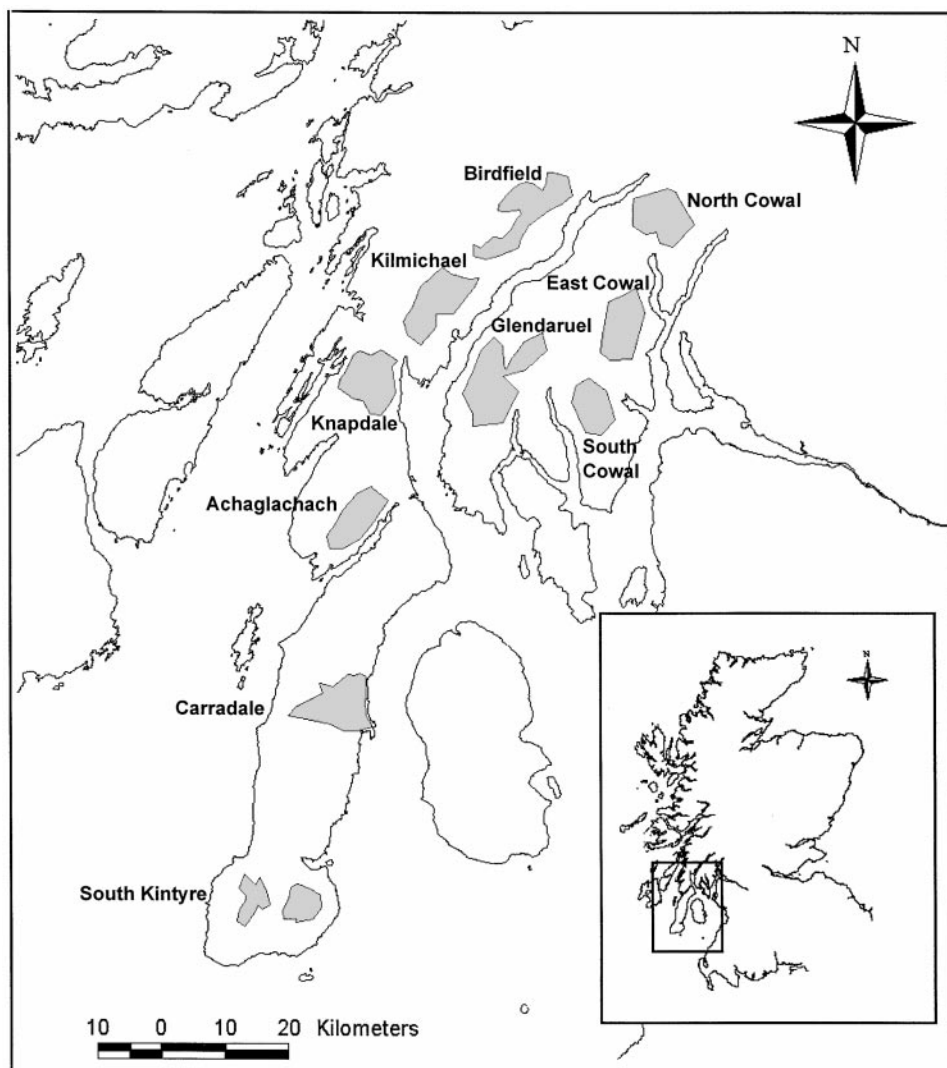 N
Birdfield
North Cowal
Kilmichael
East Cowal
Glendaruel
Knapdale
South
Cowal
Achaglachach
N
Carradale
South Kintyre
10 0 10 20 Kilometers